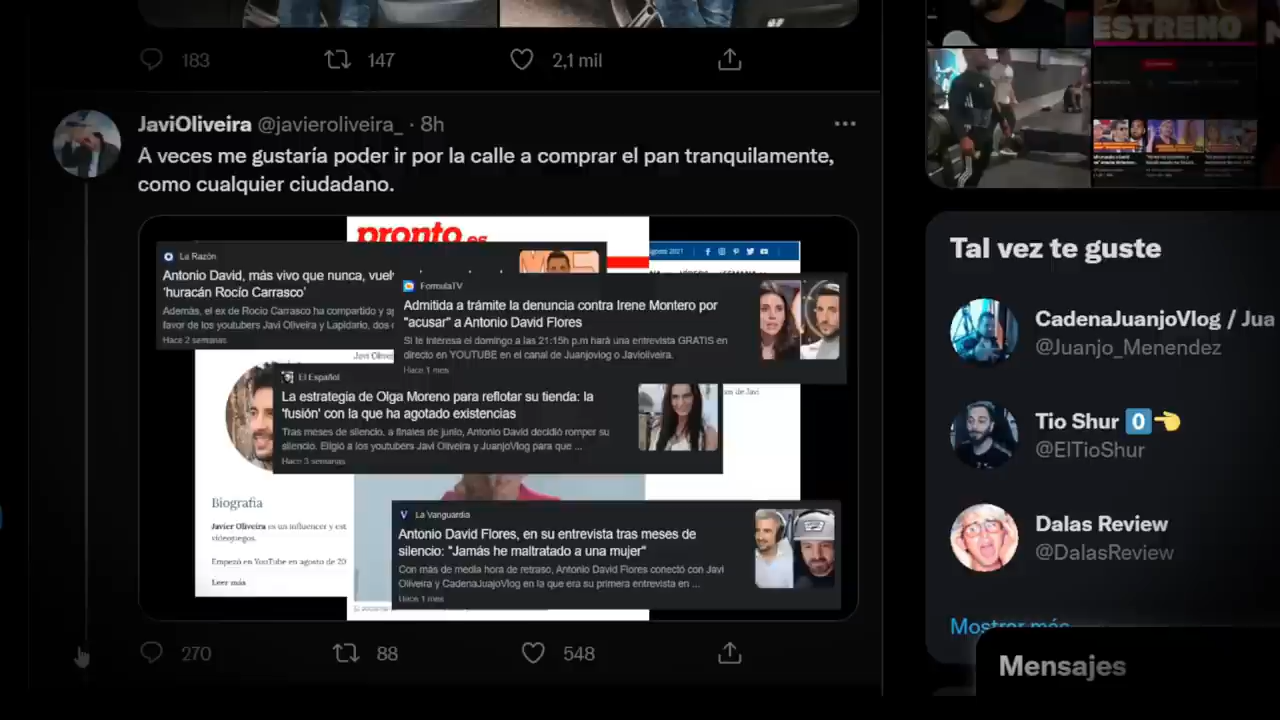 183
147
2,1 mil
JaviOliveira @javieroliveira_ · 8h
A veces me gustaría poder ir por la calle a comprar el pan tranquilamente,
como cualquier ciudadano.
pronto.es
agosto 2021
La Razón
Antonio David, más vivo que nunca, vuelv
'huracán Rocío Carrasco'
Además, el ex de Rocío Carrasco ha compartido y
favor de los youtubers Javi Oliveira y Lapidario, dos
Hace 2 semanas
FormulaTV
Admitida a trámite la denuncia contra Irene Montero por
"acusar" a Antonio David Flores
Si te interesa el domingo a las 21:15h p.m habrá una entrevista GRATIS en
directo en YOUTUBE en el canal de Juanjovlog o Javioliveira.
Hace 1 mes
Javi Olive
El Español
La estrategia de Olga Moreno para reflotar su tienda: la
'fusión' con la que ha agotado existencias
Tras meses de silencio, a finales de junio, Antonio David decidió romper su
silencio. Eligió a los youtubers Javi Oliveira y JuanjoVlog para que ...
Hace 3 semanas
de Javi
Biografía
Javier Oliveira es un influencer y est
videojuegos.
Empezó en YouTube en agosto de 20
Leer más
La Vanguardia
Antonio David Flores, en su entrevista tras meses de
silencio: "Jamás he maltratado a una mujer"
Con más de media hora de retraso, Antonio David Flores conectó con Javi
Oliveira y CadenaJuajoVlog en la que era su primera entrevista en ...
Hace 1 mes
270
88
548
ESTRENO
Tal vez te guste
CadenaJuanjoVlog / Jua
@Juanjo_Menendez
Tio Shur 0
@ElTioShur
Dalas Review
@DalasReview
Mostrar más
Mensajes